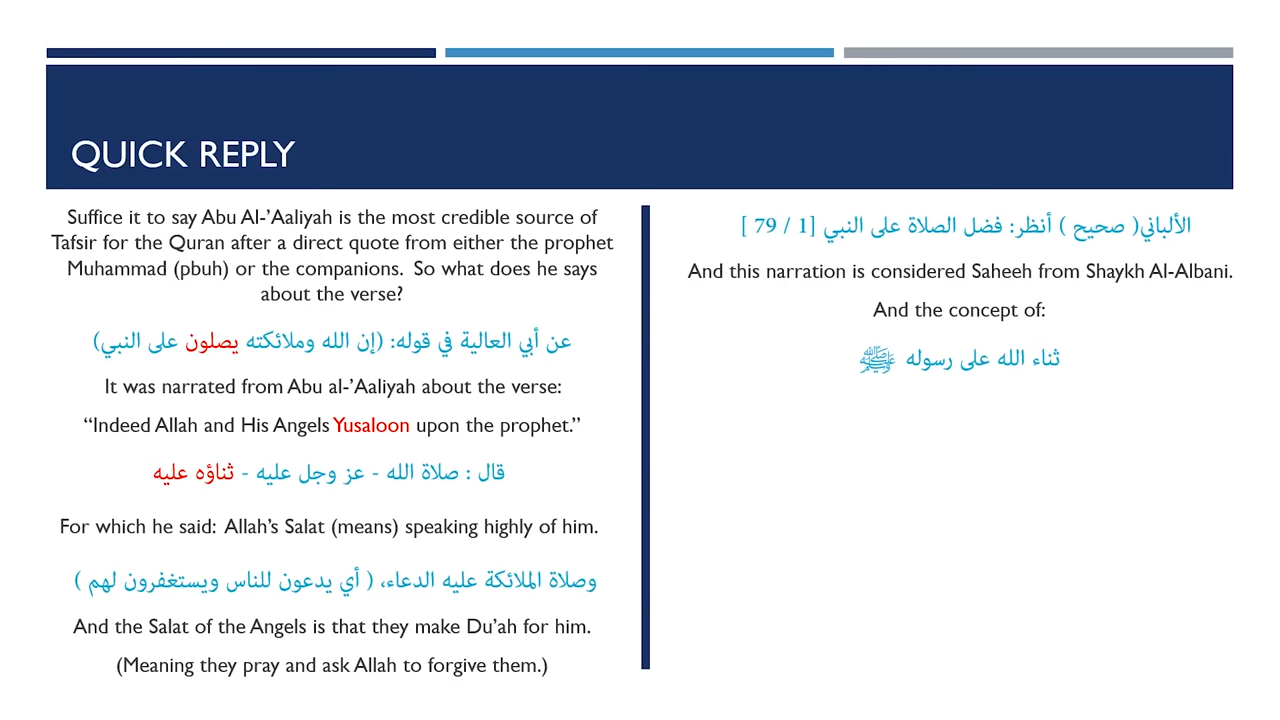 QUICK REPLY
Suffice it to say Abu Al-'Aaliyah is the most credible source of
Tafsir for the Quran after a direct quote from either the prophet
Muhammad (pbuh) or the companions. So what does he says
about the verse?
عن أبي العالية في قوله: (إن الله وملائكته يصلون على النبي)
It was narrated from Abu al-'Aaliyah about the verse:
“Indeed Allah and His Angels Yusaloon upon the prophet.”
قال : صلاة الله - عز وجل عليه - ثناؤه عليه
For which he said: Allah's Salat (means) speaking highly of him.
وصلاة الملائكة عليه الدعاء، ( أي يدعون للناس ويستغفرون لهم )
And the Salat of the Angels is that they make Du'ah for him.
(Meaning they pray and ask Allah to forgive them.)
الألباني( صحيح ) أنظر: فضل الصلاة على النبي [1 / 79 ]
And this narration is considered Saheeh from Shaykh Al-Albani.
And the concept of:
ثناء الله على رسوله ﷺ